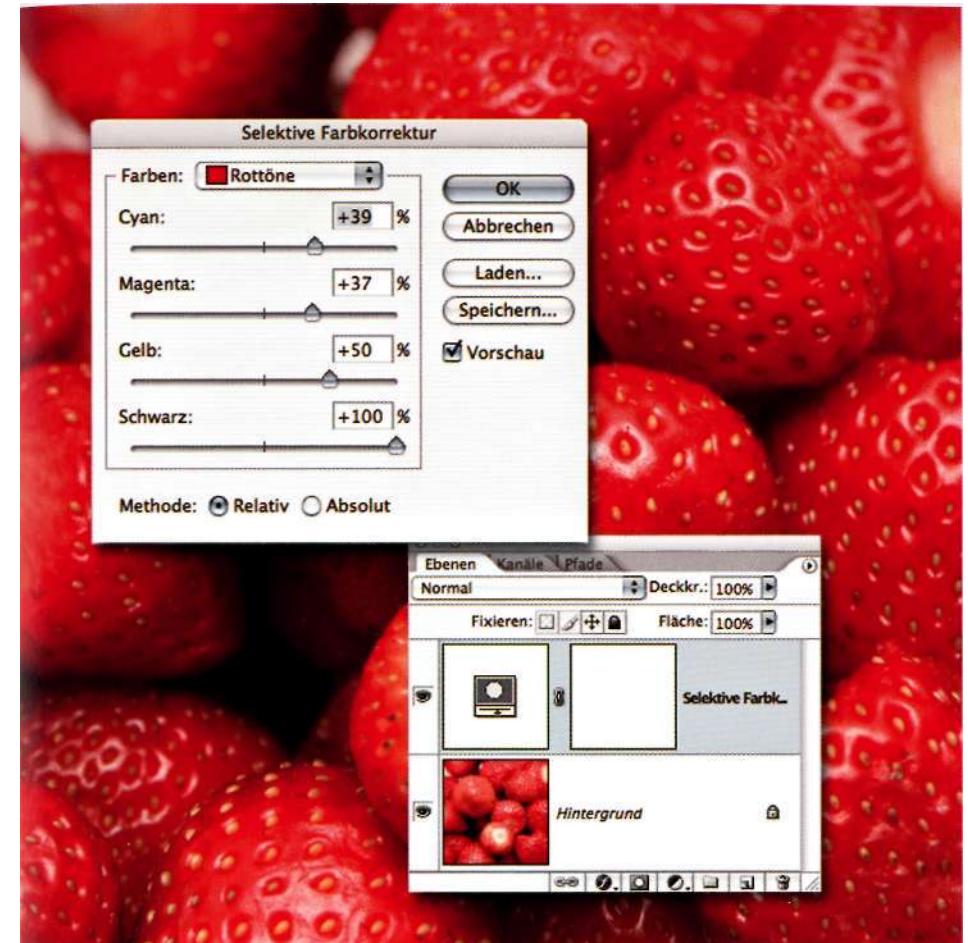 Selektive Farbkorrektur
Farben: Rottöne
Cyan: +39 %
Magenta: +37 %
Gelb: +50 %
Schwarz: +100 %
Methode: Relativ Absolut
OK
Abbrechen
Laden...
Speichern...
Vorschau
Ebenen Kanäle Pfade
Normal Deckkr.: 100%
Fixieren: Fläche: 100%
Selektive Farbk...
Hintergrund